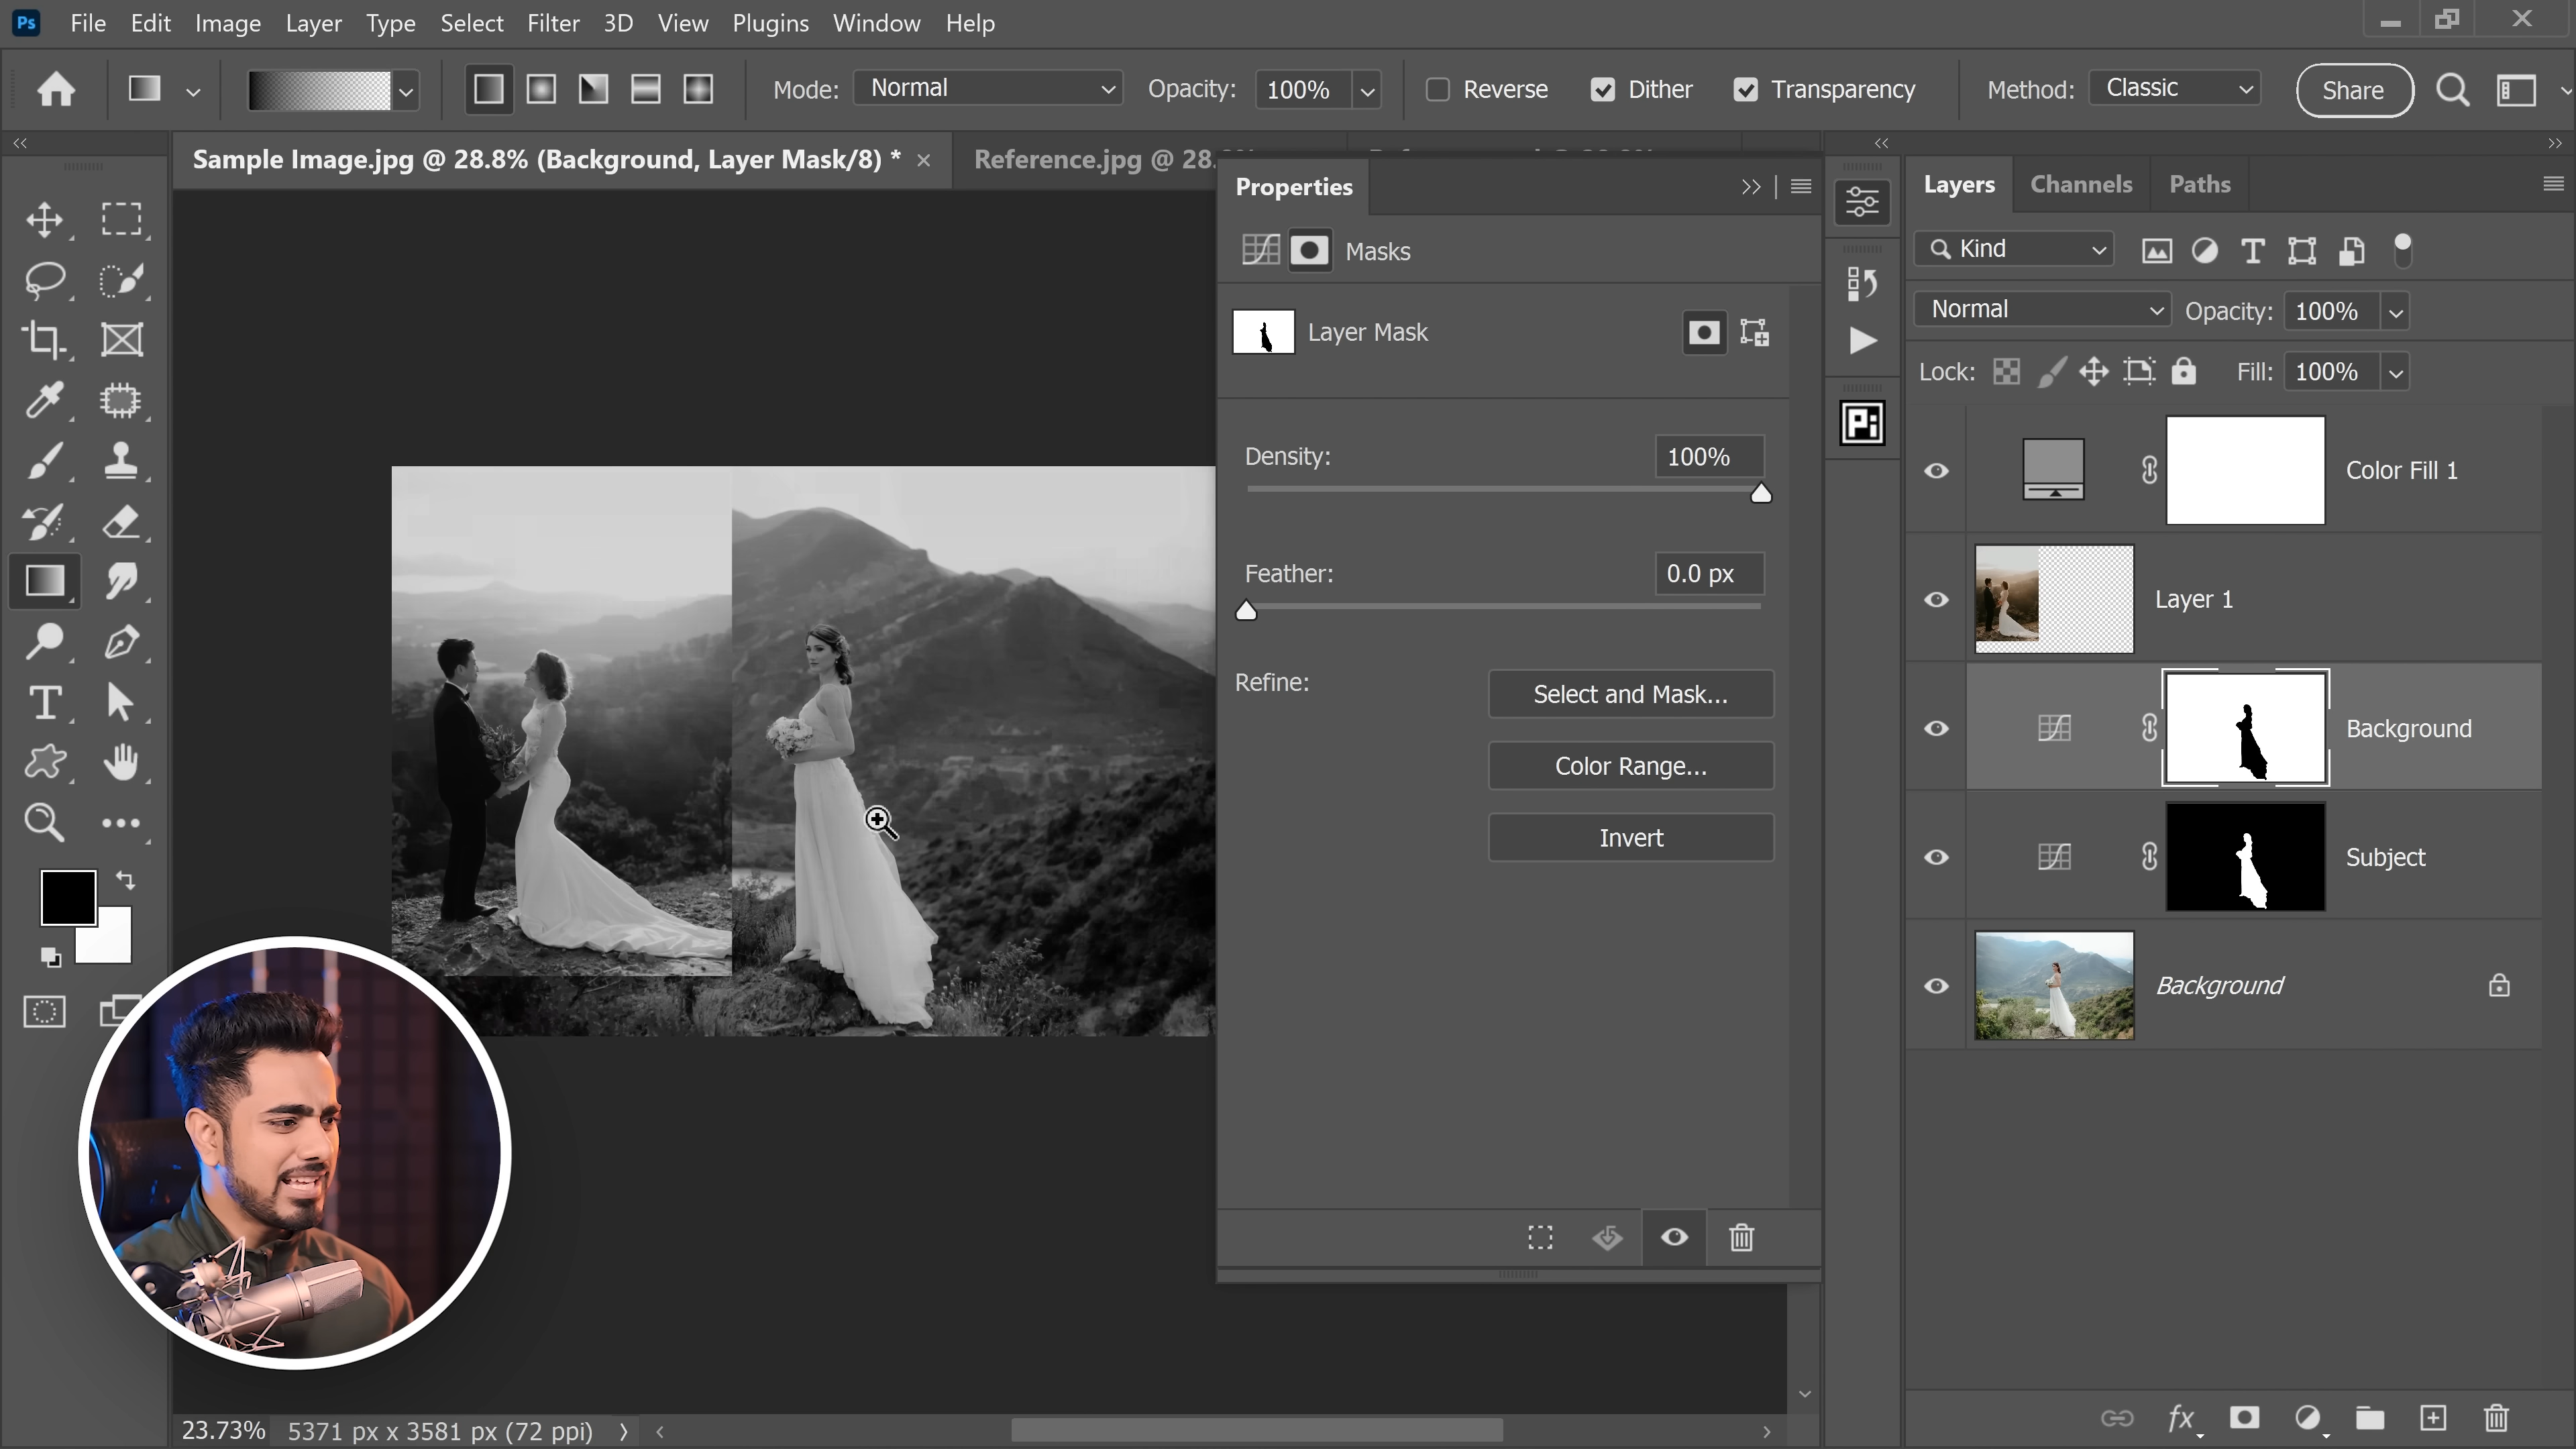 Ps File Edit Image Layer Type Select Filter 3D View Plugins Window Help
Mode: Normal Opacity: 100% Reverse Dither Transparency Method: Classic Share
Sample Image.jpg @ 28.8% (Background, Layer Mask/8) * × Reference.jpg @ 28.
Properties
Masks
Layer Mask
Density: 100%
Feather: 0.0 px
Refine: Select and Mask...
Color Range...
Invert
Pi
Layers Channels Paths
Kind
Normal Opacity: 100%
Lock: Fill: 100%
Color Fill 1
Layer 1
Background
Subject
Background
fx
23.73% 5371 px x 3581 px (72 ppi)